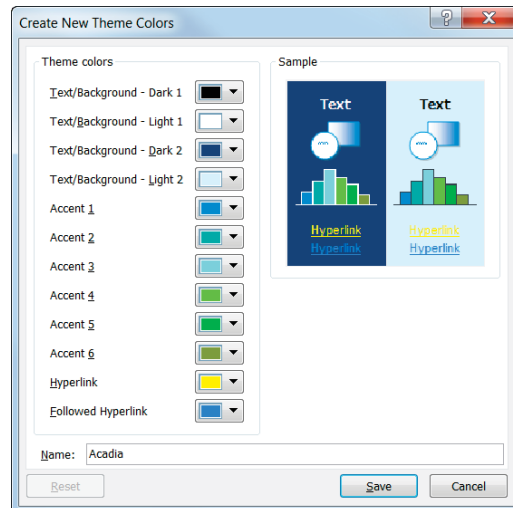 Create New Theme Colors
Theme colors
Text/Background - Dark 1
Text/Background - Light 1
Text/Background - Dark 2
Text/Background - Light 2
Accent 1
Accent 2
Accent 3
Accent 4
Accent 5
Accent 6
Hyperlink
Followed Hyperlink
Sample
Text Text
Hyperlink Hyperlink
Hyperlink Hyperlink
Name: Acadia
Reset Save Cancel